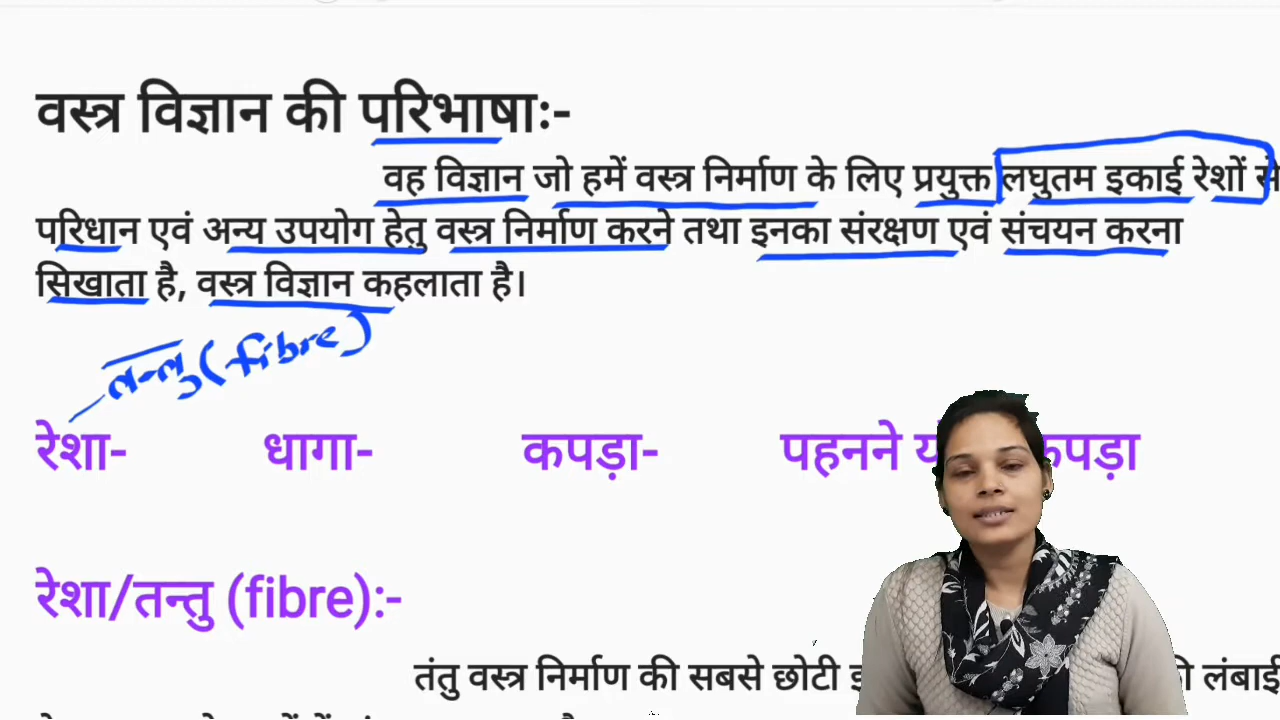 वस्त्र विज्ञान की परिभाषाः-
वह विज्ञान जो हमें वस्त्र निर्माण के लिए प्रयुक्त लघुतम इकाई रेशों से
परिधान एवं अन्य उपयोग हेतु वस्त्र निर्माण करने तथा इनका संरक्षण एवं संचयन करना
सिखाता है, वस्त्र विज्ञान कहलाता है।
तन्तु (fibre)
रेशा- धागा- कपड़ा- पहनने कपड़ा
रेशा/तन्तु (fibre):-
तंतु वस्त्र निर्माण की सबसे छोटी की लंबाई